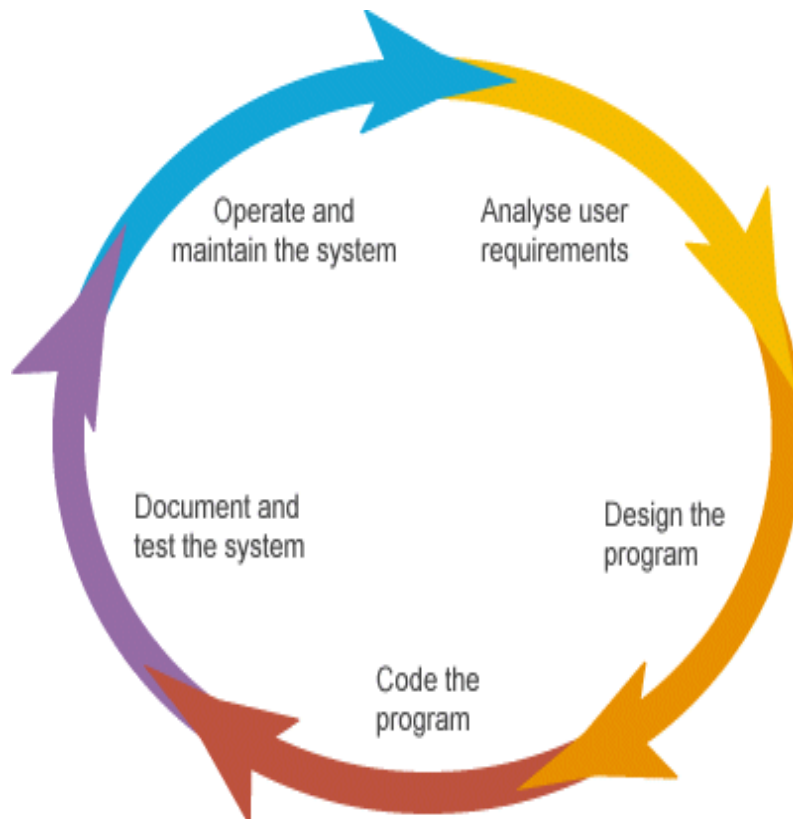 Operate and
maintain the system
Analyse user
requirements
Design the
program
Code the
program
Document and
test the system